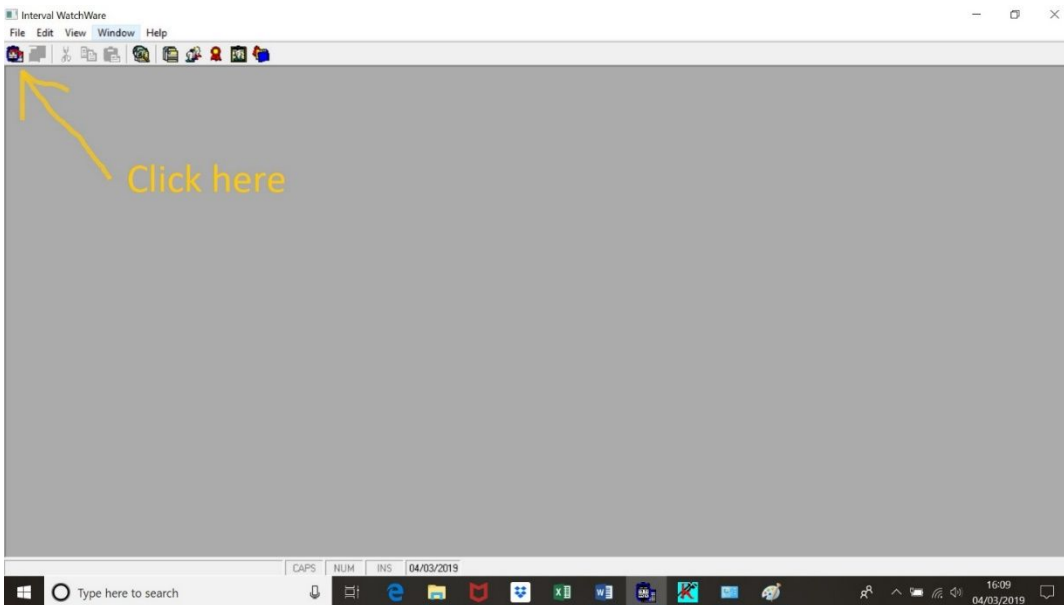 Interval WatchWare
File Edit View Window Help
Click here
CAPS NUM INS 04/03/2019
Type here to search
16:09
04/03/2019